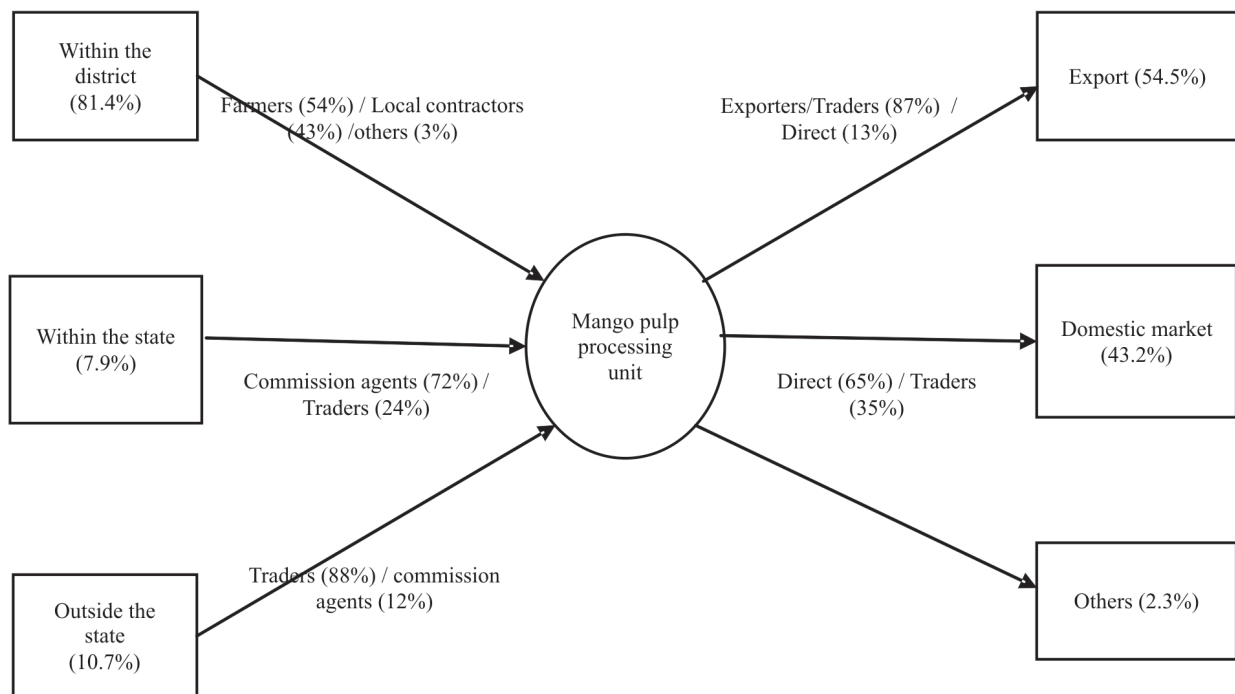 Within the
district
(81.4%)
Farmers (54%) / Local contractors
(43%) /others (3%)
Exporters/Traders (87%)  /
Direct (13%)
Export (54.5%)
Within the state
(7.9%)
Commission agents (72%) /
Traders (24%)
Mango pulp
processing
unit
Direct (65%) / Traders
(35%)
Domestic market
(43.2%)
Outside the
state
(10.7%)
Traders (88%) / commission
agents (12%)
Others (2.3%)